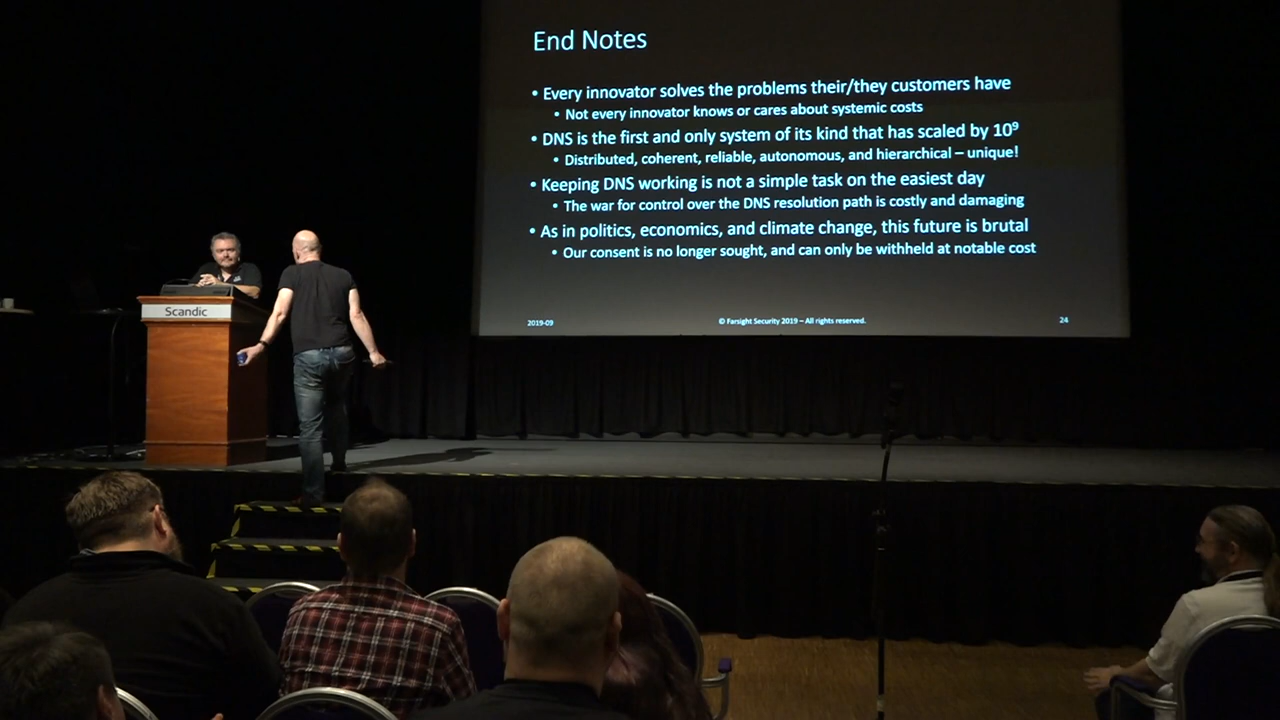 End Notes
• Every innovator solves the problems their/they customers have
• Not every innovator knows or cares about systemic costs
• DNS is the first and only system of its kind that has scaled by 10⁹
• Distributed, coherent, reliable, autonomous, and hierarchical – unique!
• Keeping DNS working is not a simple task on the easiest day
• The war for control over the DNS resolution path is costly and damaging
• As in politics, economics, and climate change, this future is brutal
• Our consent is no longer sought, and can only be withheld at notable cost
2019-09
© Farsight Security 2019 – All rights reserved.
24
Scandic